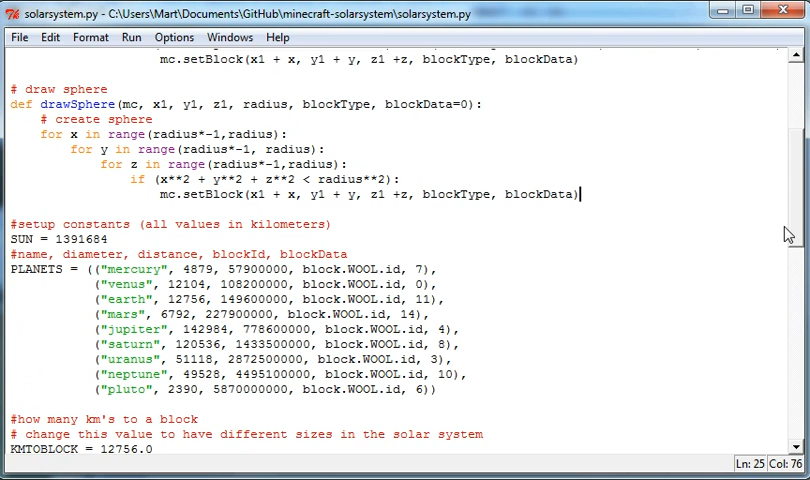 solarsystem.py - C:\Users\Mart\Documents\GitHub\minecraft-solarsystem\solarsystem.py
File Edit Format Run Options Windows Help
mc.setBlock(x1 + x, y1 + y, z1 +z, blockType, blockData)
# draw sphere
def drawSphere(mc, x1, y1, z1, radius, blockType, blockData=0):
# create sphere
for x in range(radius*-1,radius):
for y in range(radius*-1, radius):
for z in range(radius*-1,radius):
if (x**2 + y**2 + z**2 < radius**2):
mc.setBlock(x1 + x, y1 + y, z1 +z, blockType, blockData)
#setup constants (all values in kilometers)
SUN = 1391684
#name, diameter, distance, blockId, blockData
PLANETS = (("mercury", 4879, 57900000, block.WOOL.id, 7),
("venus", 12104, 108200000, block.WOOL.id, 0),
("earth", 12756, 149600000, block.WOOL.id, 11),
("mars", 6792, 227900000, block.WOOL.id, 14),
("jupiter", 142984, 778600000, block.WOOL.id, 4),
("saturn", 120536, 1433500000, block.WOOL.id, 8),
("uranus", 51118, 2872500000, block.WOOL.id, 3),
("neptune", 49528, 4495100000, block.WOOL.id, 10),
("pluto", 2390, 5870000000, block.WOOL.id, 6))
#how many km's to a block
# change this value to have different sizes in the solar system
KMTOBLOCK = 12756.0
Ln: 25 Col: 76